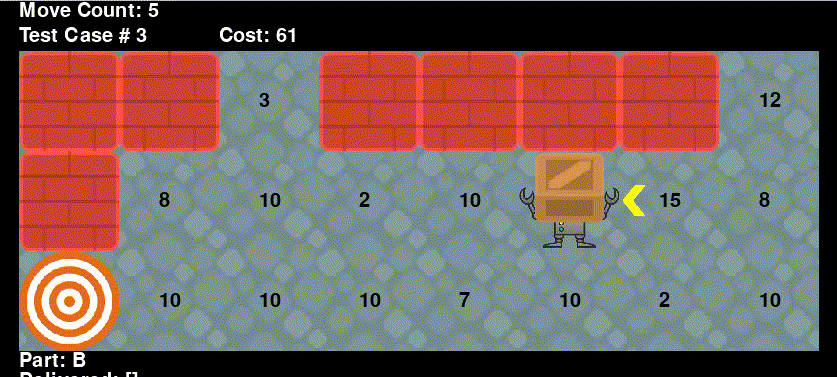 Move Count: 5
Test Case # 3 Cost: 61
3 12
8 10 2 10 15 8
10 10 10 7 10 2 10
Part: B
Delivered: []